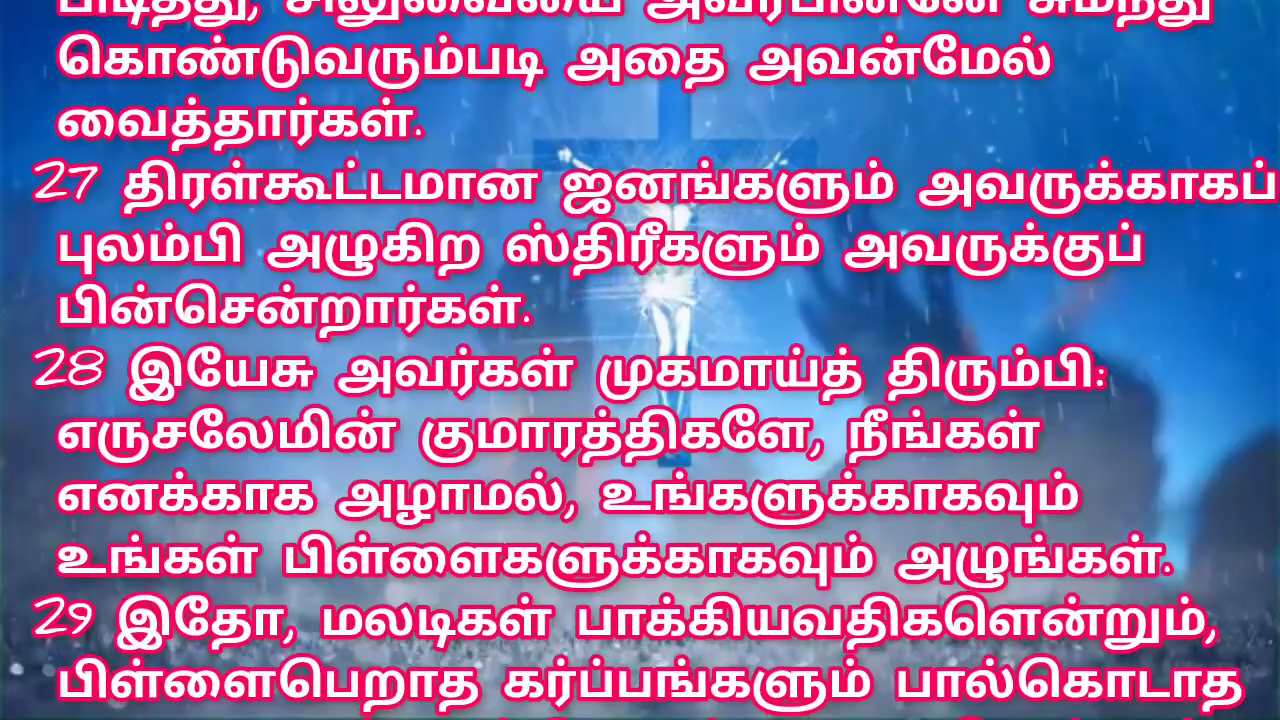 பிடித்து, சிலுவையை அவர்பின்னே சுமந்து
கொண்டுவரும்படி அதை அவன்மேல்
வைத்தார்கள்.
27 திரள்கூட்டமான ஜனங்களும் அவருக்காகப்
புலம்பி அழுகிற ஸ்திரீகளும் அவருக்குப்
பின்சென்றார்கள்.
28 இயேசு அவர்கள் முகமாய்த் திரும்பி:
எருசலேமின் குமாரத்திகளே, நீங்கள்
எனக்காக அழாமல், உங்களுக்காகவும்
உங்கள் பிள்ளைகளுக்காகவும் அழுங்கள்.
29 இதோ, மலடிகள் பாக்கியவதிகளென்றும்,
பிள்ளைபெறாத கர்ப்பங்களும் பால்கொடாத